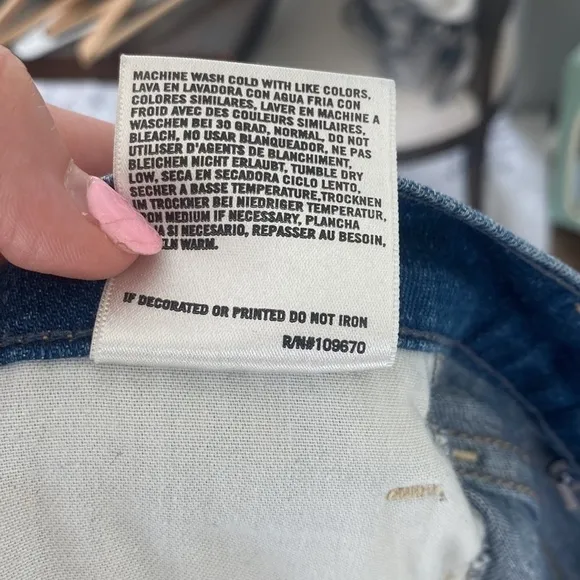 MACHINE WASH COLD WITH LIKE COLORS,
LAVA EN LAVADORA CON AGUA FRIA CON
COLORES SIMILARES, LAVER EN MACHINE A
FROID AVEC DES COULEURS SIMILAIRES,
WASCHEN BEI 30 GRAD, NORMAL, DO NOT
BLEACH, NO USAR BLANQUEADOR, NE PAS
UTILISER D'AGENTS DE BLANCHIMENT,
BLEICHEN NICHT ERLAUBT, TUMBLE DRY
LOW, SECA EN SECADORA CICLO LENTO,
SECHER A BASSE TEMPERATURE, TROCKNEN
UM TROCKNER BEI NIEDRIGER TEMPERATUR,
MEDIUM IF NECESSARY, PLANCHA
SI NECESARIO, REPASSER AU BESOIN,
WARM.
IF DECORATED OR PRINTED DO NOT IRON
R/N#109670